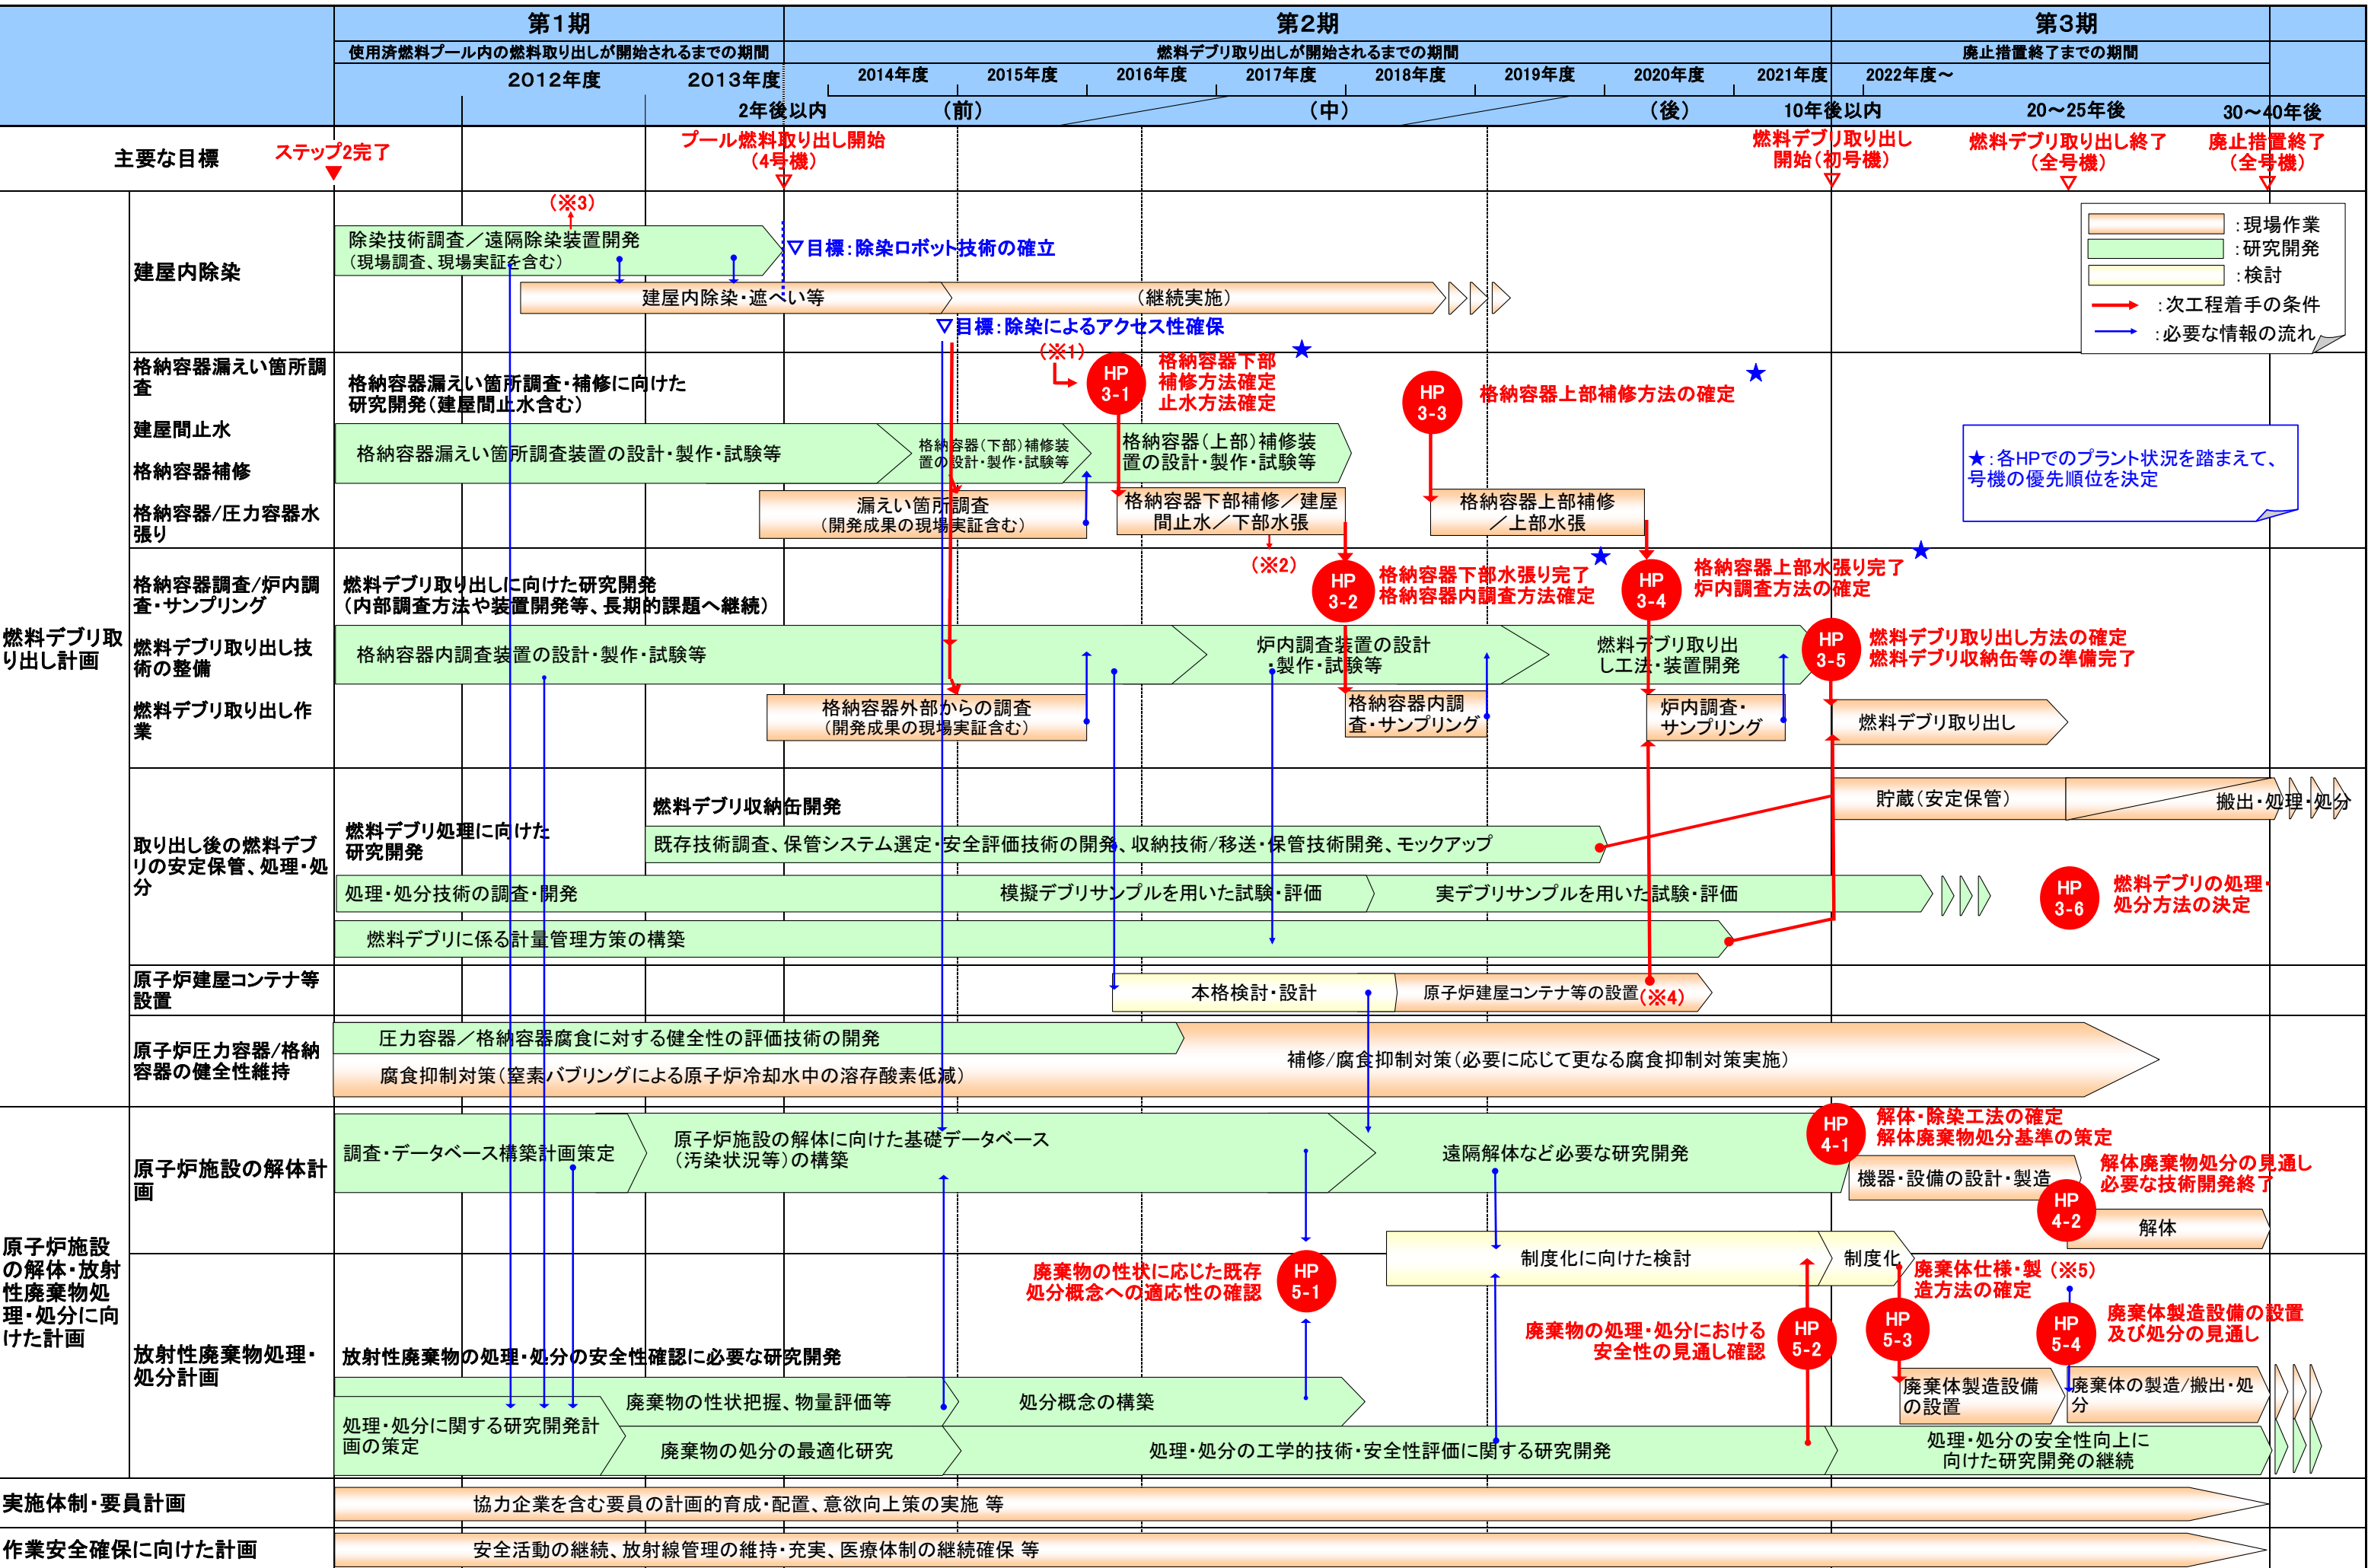 第1期
第2期
第3期
使用済燃料プール内の燃料取り出しが開始されるまでの期間
燃料デブリ取り出しが開始されるまでの期間
廃止措置終了までの期間
2012年度
2013年度
2014年度
2015年度
2016年度
2017年度
2018年度
2019年度
2020年度
2021年度
2022年度～
2年後以内
（前）
（中）
（後）
10年後以内
20～25年後
30～40年後
主要な目標
ステップ2完了
プール燃料取り出し開始
（4号機）
燃料デブリ取り出し
開始（初号機）
燃料デブリ取り出し終了
（全号機）
廃止措置終了
（全号機）
：現場作業
：研究開発
：検討
：次工程着手の条件
：必要な情報の流れ
燃料デブリ取
り出し計画
建屋内除染
（※3）
除染技術調査／遠隔除染装置開発
（現場調査、現場実証を含む）
▽目標：除染ロボット技術の確立
建屋内除染・遮へい等
（継続実施）
▽目標：除染によるアクセス性確保
格納容器漏えい箇所調
査
建屋間止水
格納容器補修
格納容器/圧力容器水
張り
格納容器漏えい箇所調査・補修に向けた
研究開発（建屋間止水含む）
（※1）
HP
3-1
格納容器下部
補修方法確定
止水方法確定
★
HP
3-3
格納容器上部補修方法の確定
★
格納容器漏えい箇所調査装置の設計・製作・試験等
格納容器（下部）補修装
置の設計・製作・試験等
格納容器（上部）補修装
置の設計・製作・試験等
★：各HPでのプラント状況を踏まえて、
号機の優先順位を決定
漏えい箇所調査
（開発成果の現場実証含む）
格納容器下部補修／建屋
間止水／下部水張
格納容器上部補修
／上部水張
（※2）
格納容器調査/炉内調
査・サンプリング
燃料デブリ取り出し技
術の整備
燃料デブリ取り出し作
業
燃料デブリ取り出しに向けた研究開発
（内部調査方法や装置開発等、長期的課題へ継続）
HP
3-2
格納容器下部水張り完了
格納容器内調査方法確定
★
HP
3-4
格納容器上部水張り完了
炉内調査方法の確定
★
格納容器内調査装置の設計・製作・試験等
炉内調査装置の設計
・製作・試験等
燃料デブリ取り出
し工法・装置開発
HP
3-5
燃料デブリ取り出し方法の確定
燃料デブリ収納缶等の準備完了
格納容器外部からの調査
（開発成果の現場実証含む）
格納容器内調
査・サンプリング
炉内調査・
サンプリング
燃料デブリ取り出し
取り出し後の燃料デブ
リの安定保管、処理・処
分
燃料デブリ処理に向けた
研究開発
燃料デブリ収納缶開発
貯蔵（安定保管）
搬出・処理・処分
既存技術調査、保管システム選定・安全評価技術の開発、収納技術/移送・保管技術開発、モックアップ
処理・処分技術の調査・開発
模擬デブリサンプルを用いた試験・評価
実デブリサンプルを用いた試験・評価
HP
3-6
燃料デブリの処理・
処分方法の決定
燃料デブリに係る計量管理方策の構築
原子炉建屋コンテナ等
設置
本格検討・設計
原子炉建屋コンテナ等の設置
（※4）
原子炉圧力容器/格納
容器の健全性維持
圧力容器／格納容器腐食に対する健全性の評価技術の開発
腐食抑制対策（窒素バブリングによる原子炉冷却水中の溶存酸素低減）
補修/腐食抑制対策（必要に応じて更なる腐食抑制対策実施）
原子炉施設
の解体・放射
性廃棄物処
理・処分に向
けた計画
原子炉施設の解体計
画
調査・データベース構築計画策定
原子炉施設の解体に向けた基礎データベース
（汚染状況等）の構築
遠隔解体など必要な研究開発
HP
4-1
解体・除染工法の確定
解体廃棄物処分基準の策定
機器・設備の設計・製造
HP
4-2
解体廃棄物処分の見通し
必要な技術開発終了
解体
制度化に向けた検討
制度化
放射性廃棄物処理・
処分計画
放射性廃棄物の処理・処分の安全性確認に必要な研究開発
廃棄物の性状に応じた既存
処分概念への適応性の確認
HP
5-1
廃棄物の処理・処分における
安全性の見通し確認
HP
5-2
HP
5-3
廃棄体仕様・製
造方法の確定
（※5）
HP
5-4
廃棄体製造設備の設置
及び処分の見通し
処理・処分に関する研究開発計
画の策定
廃棄物の性状把握、物量評価等
処分概念の構築
廃棄体製造設備
の設置
廃棄体の製造/搬出・処
分
廃棄物の処分の最適化研究
処理・処分の工学的技術・安全性評価に関する研究開発
処理・処分の安全性向上に
向けた研究開発の継続
実施体制・要員計画
協力企業を含む要員の計画的育成・配置、意欲向上策の実施 等
作業安全確保に向けた計画
安全活動の継続、放射線管理の維持・充実、医療体制の継続確保 等